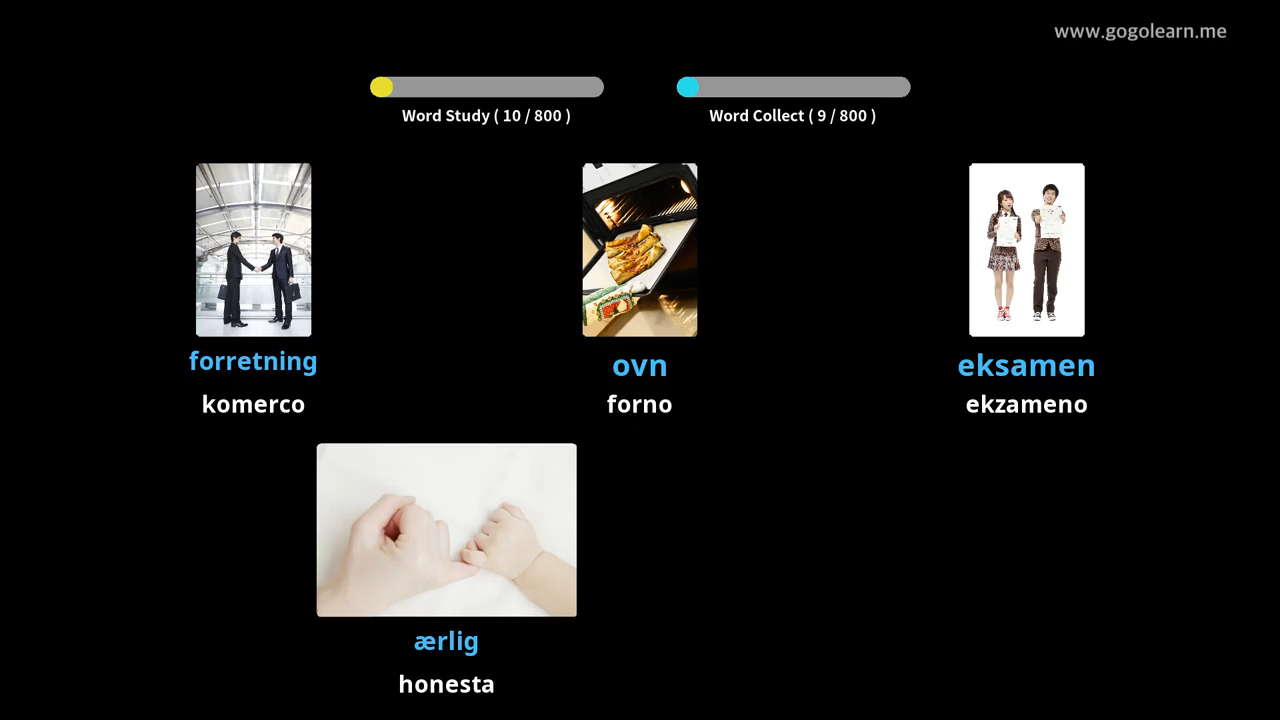 www.gogolearn.me
Word Study ( 10 / 800 )
Word Collect ( 9 / 800 )
forretning
komerco
ovn
forno
eksamen
ekzameno
ærlig
honesta